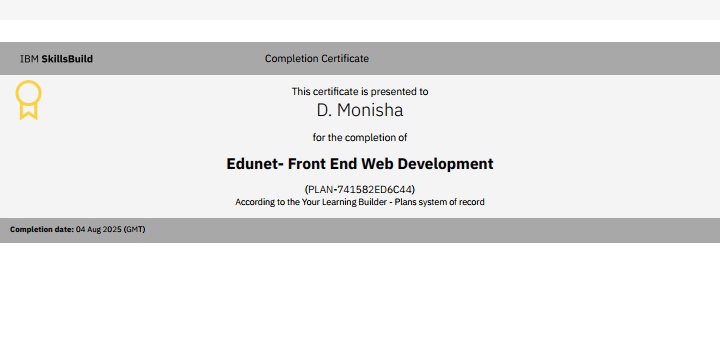 IBM SkillsBuild
Completion Certificate
This certificate is presented to
D. Monisha
for the completion of
Edunet- Front End Web Development
(PLAN-741582ED6C44)
According to the Your Learning Builder - Plans system of record
Completion date: 04 Aug 2025 (GMT)